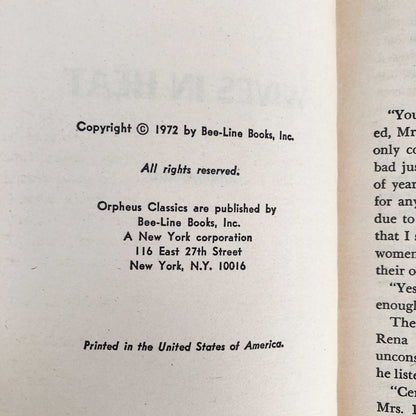 Copyright © 1972 by Bee-Line Books, Inc.
All rights reserved.
Orpheus Classics are published by
Bee-Line Books, Inc.
A New York corporation
116 East 27th Street
New York, N.Y. 10016
Printed in the United States of America.
“You
ed, Mr
only co
bad jus
of year
for any
due to
that I s
women
their o
“Yes
enough
The
Rena
uncons
he liste
“Cer
Mrs.